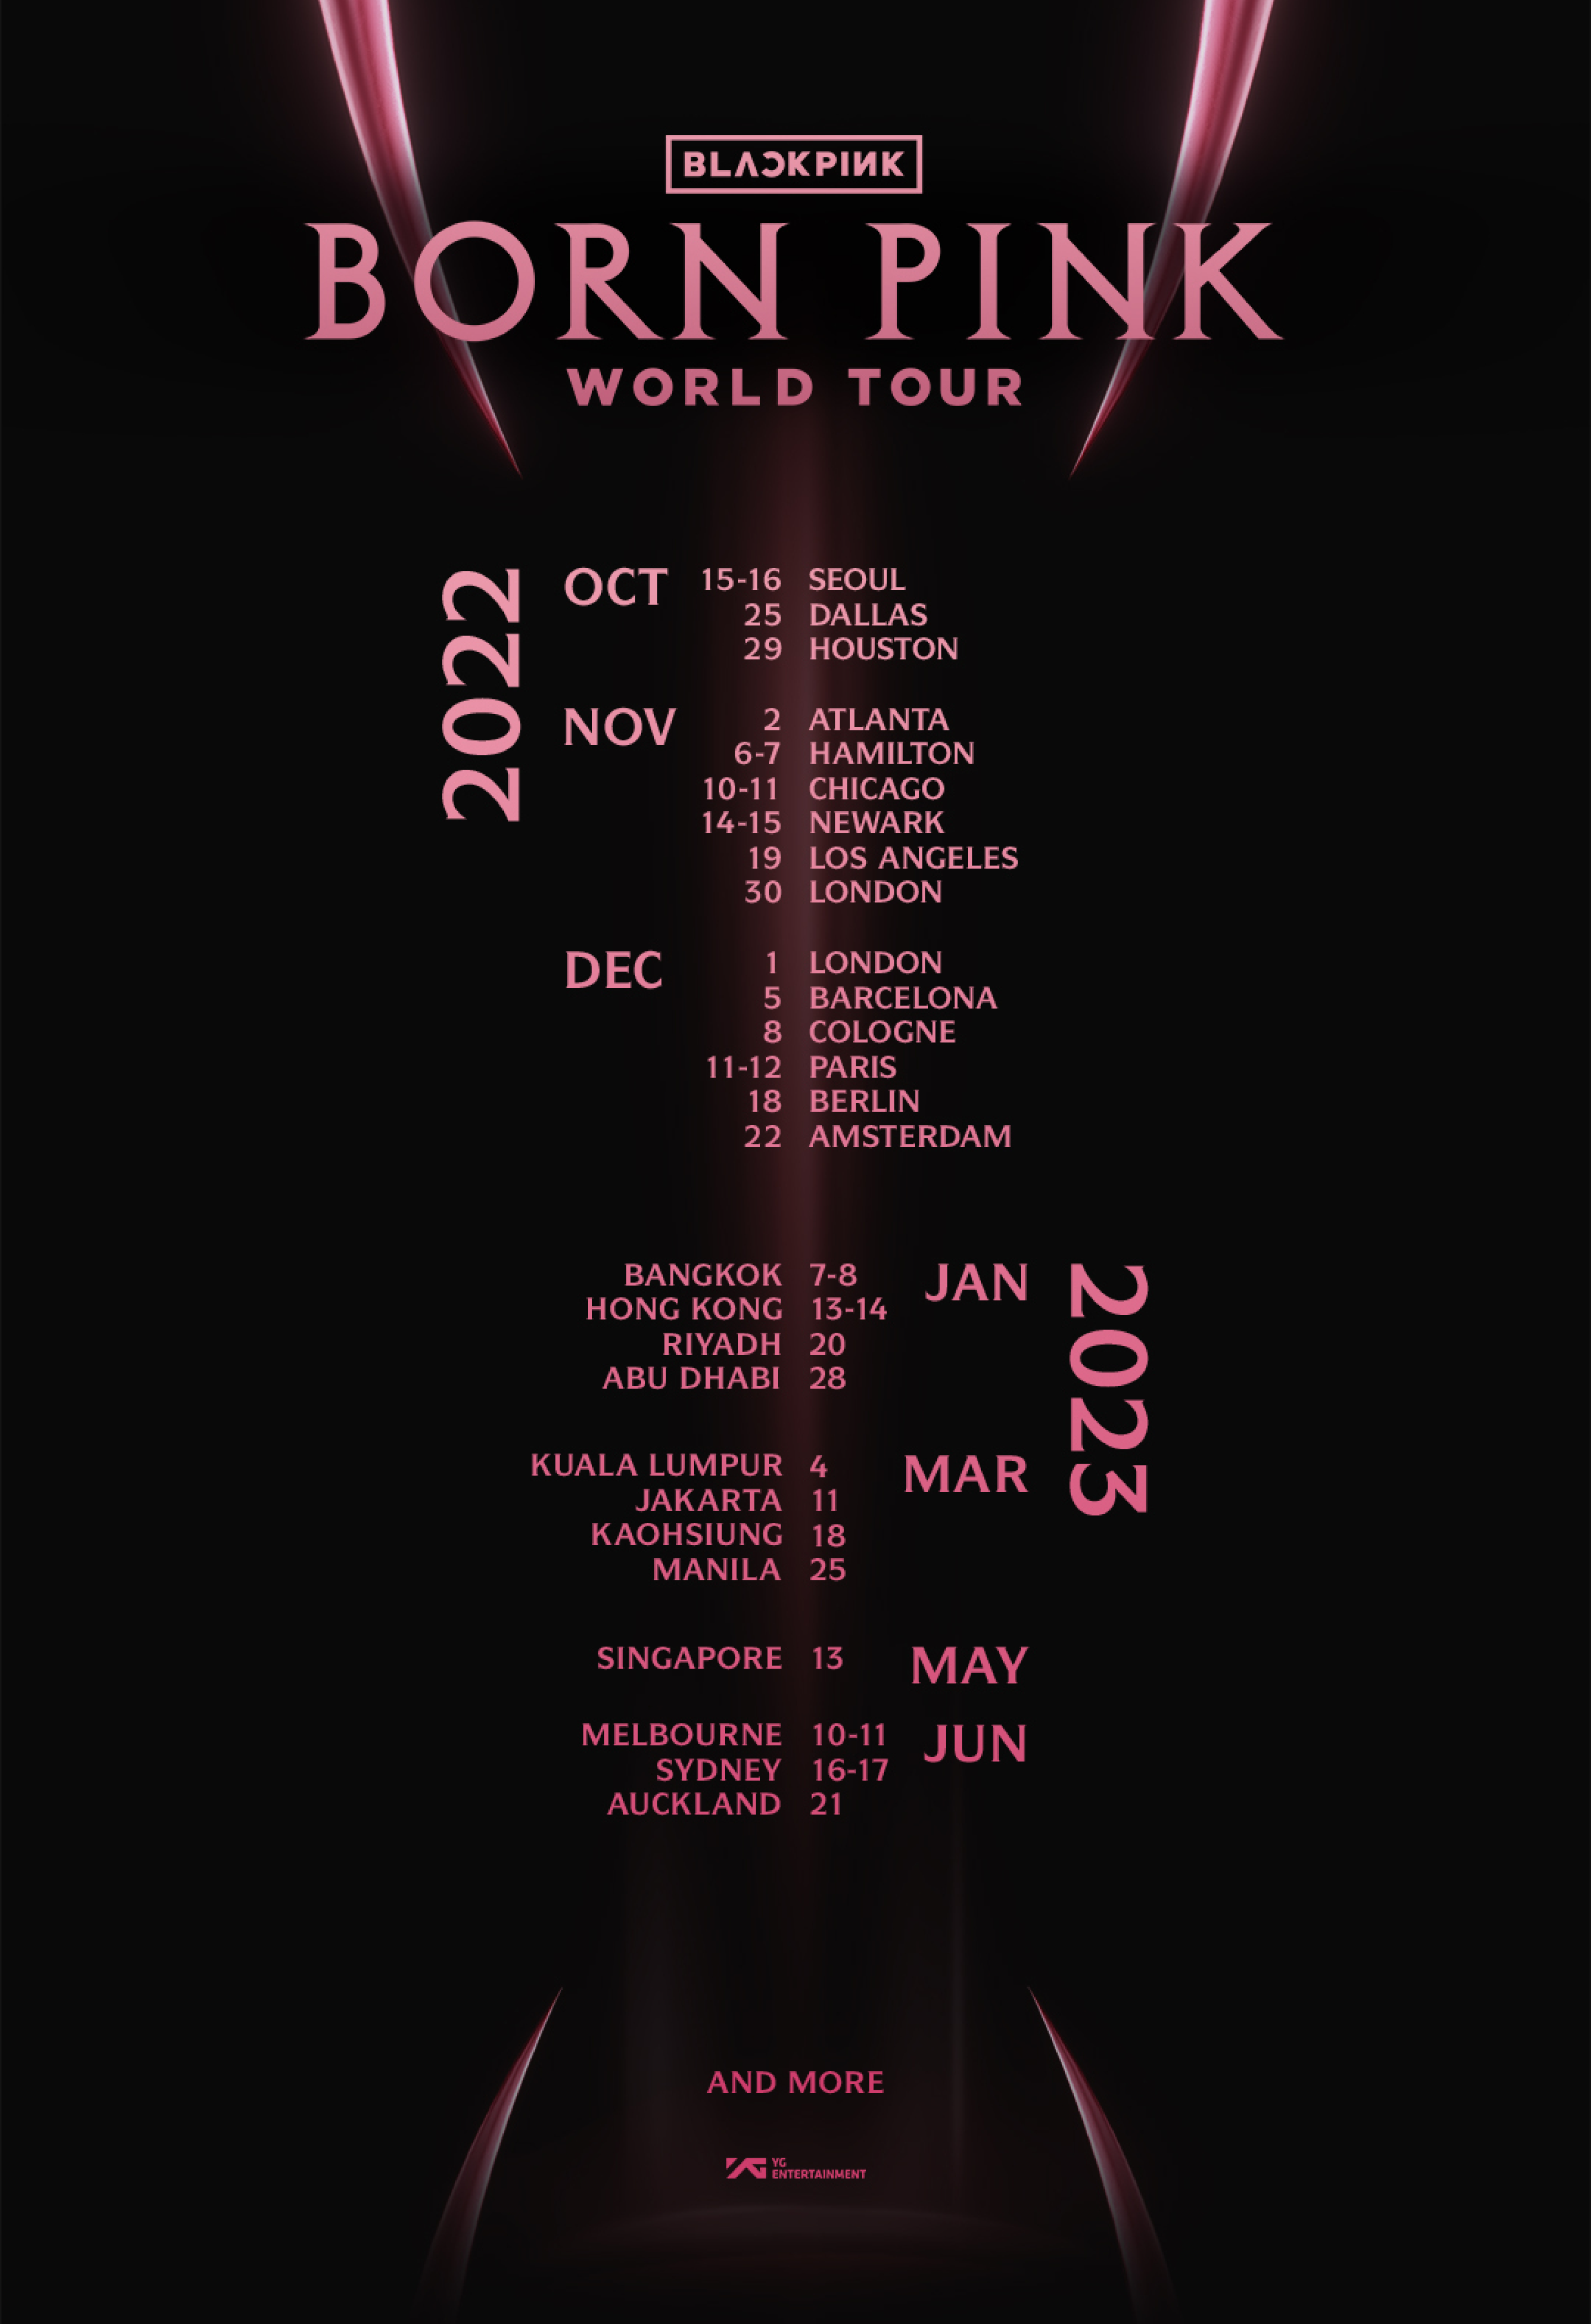 BLACKPINK
BORN PINK
WORLD TOUR
2022
OCT 15-16 SEOUL
25 DALLAS
29 HOUSTON
NOV 2 ATLANTA
6-7 HAMILTON
10-11 CHICAGO
14-15 NEWARK
19 LOS ANGELES
30 LONDON
DEC 1 LONDON
5 BARCELONA
8 COLOGNE
11-12 PARIS
18 BERLIN
22 AMSTERDAM
2023
BANGKOK 7-8 JAN
HONG KONG 13-14
RIYADH 20
ABU DHABI 28
KUALA LUMPUR 4 MAR
JAKARTA 11
KAOHSIUNG 18
MANILA 25
SINGAPORE 13 MAY
MELBOURNE 10-11 JUN
SYDNEY 16-17
AUCKLAND 21
AND MORE
YG YG
ENTERTAINMENT